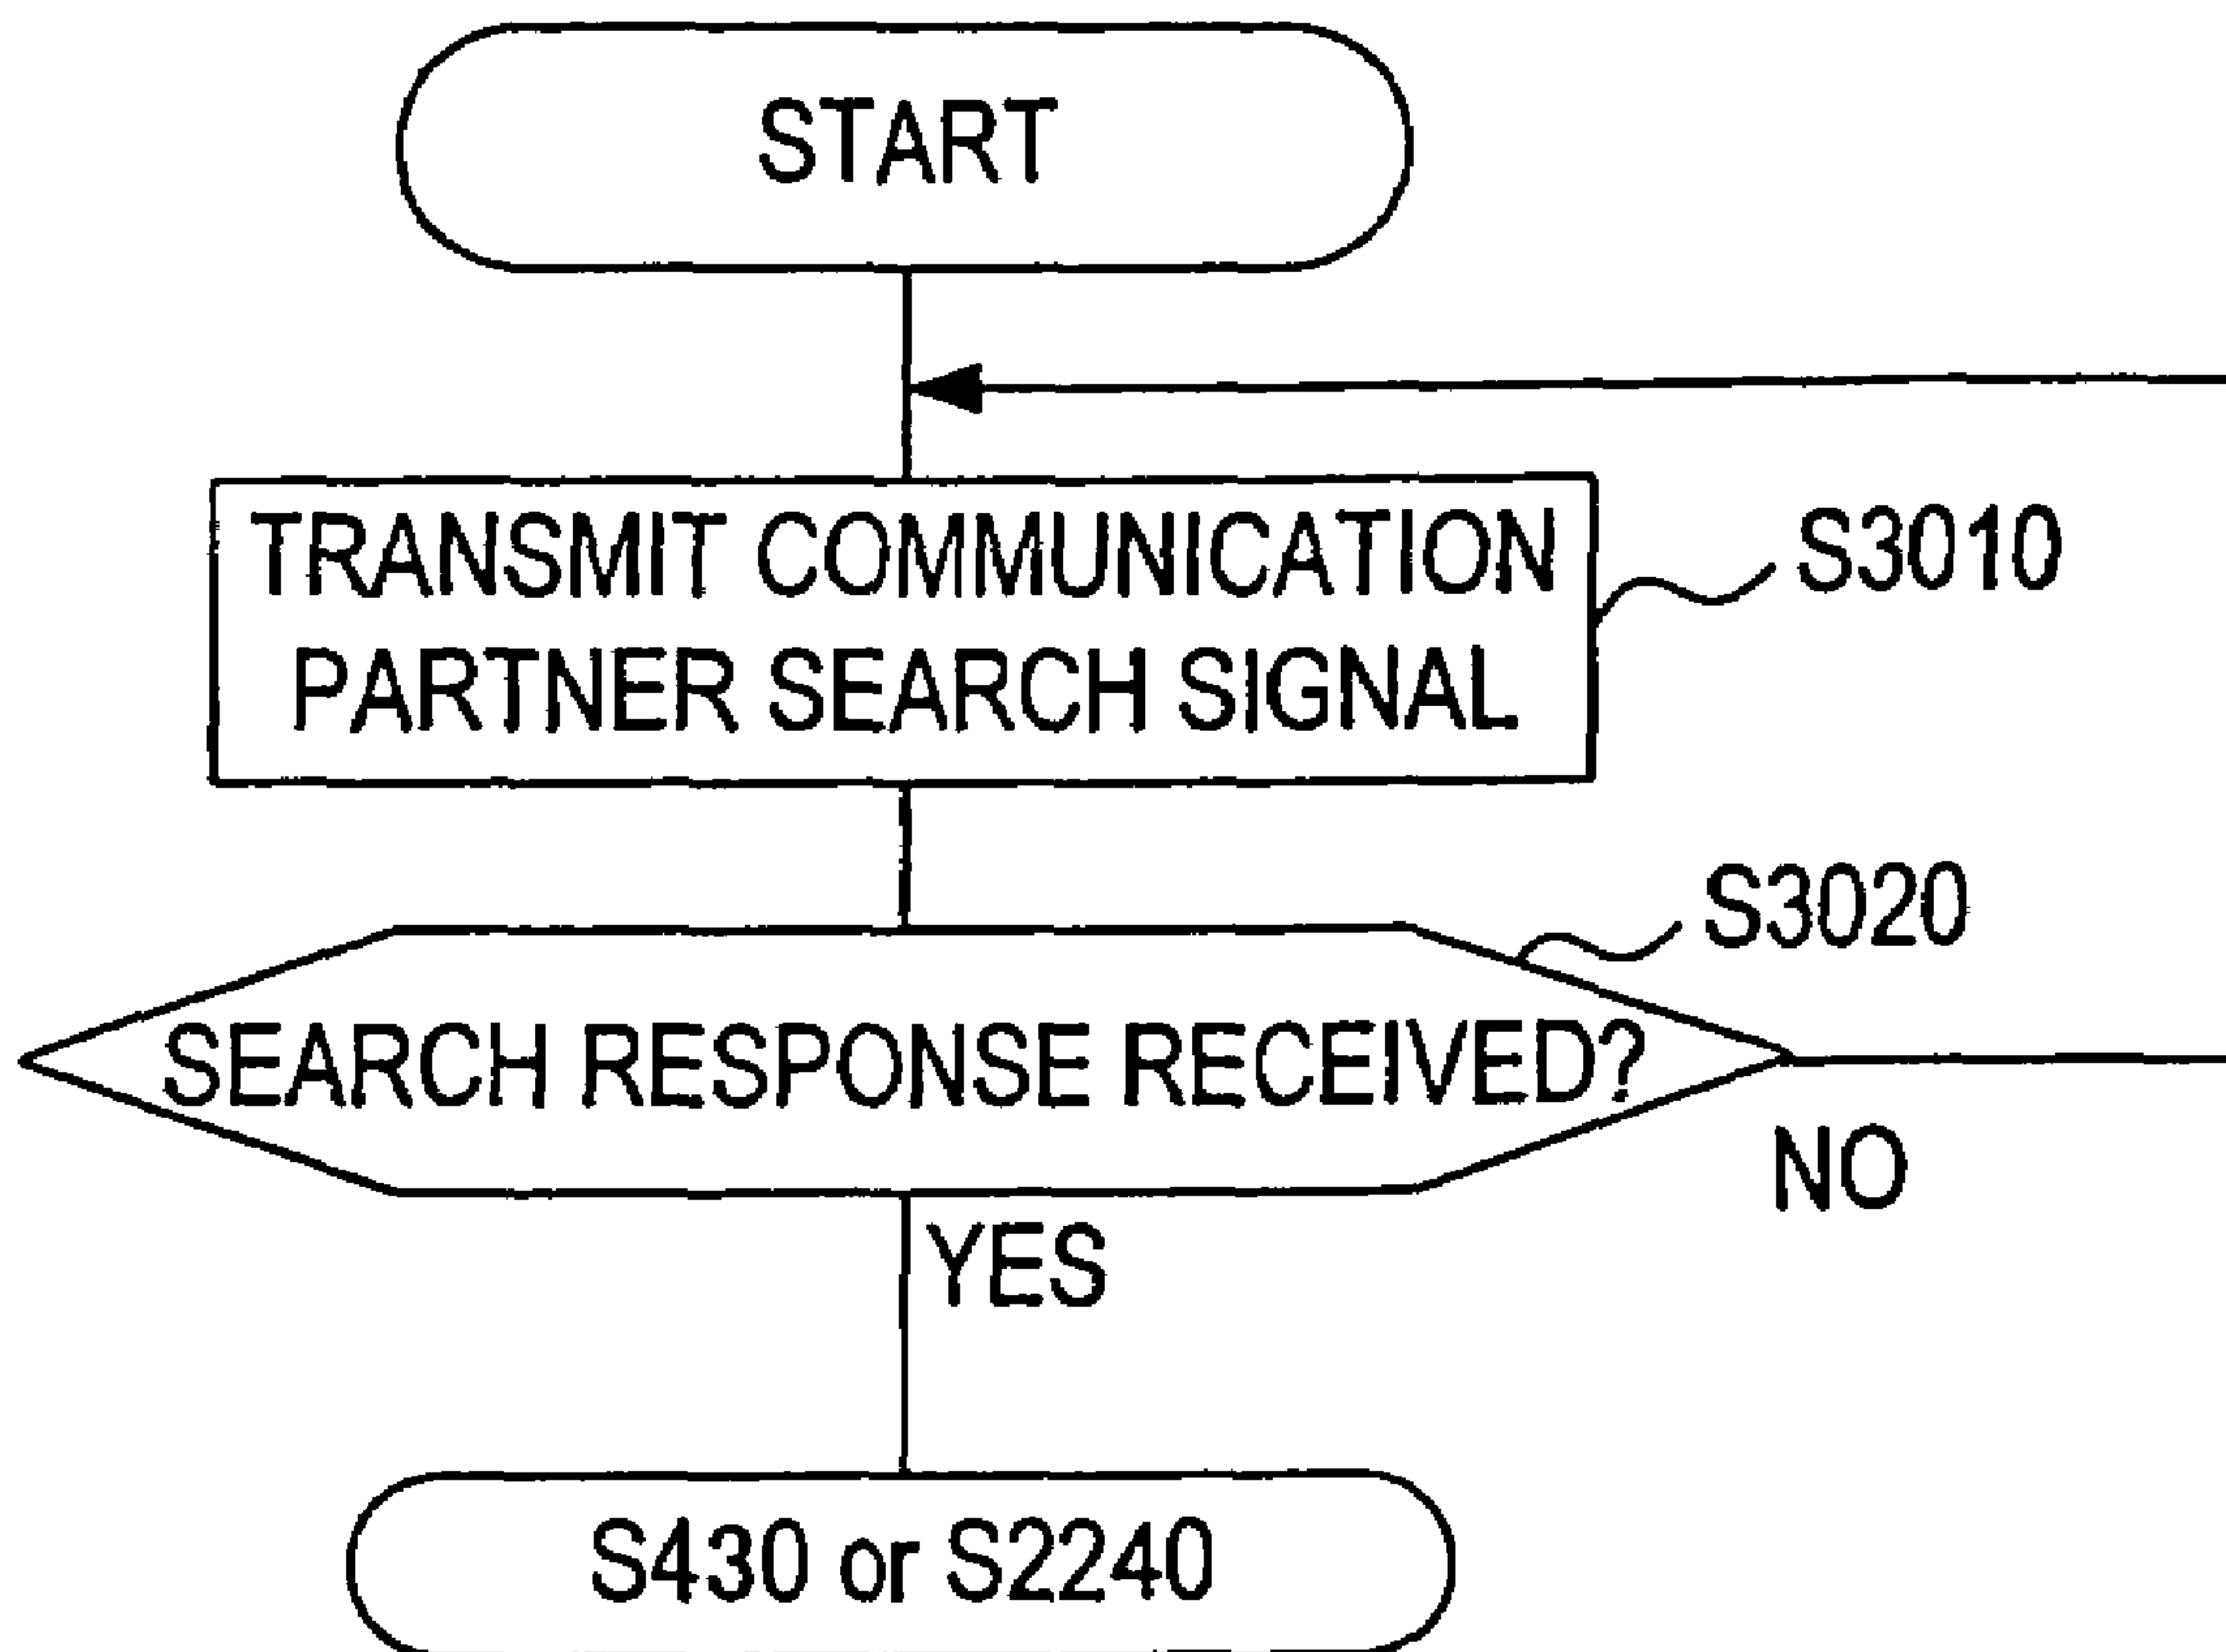 START
TRANSMIT COMMUNICATION
PARTNER SEARCH SIGNAL
S3010
S3020
SEARCH RESPONSE RECEIVED?
NO
YES
S430 or S2240